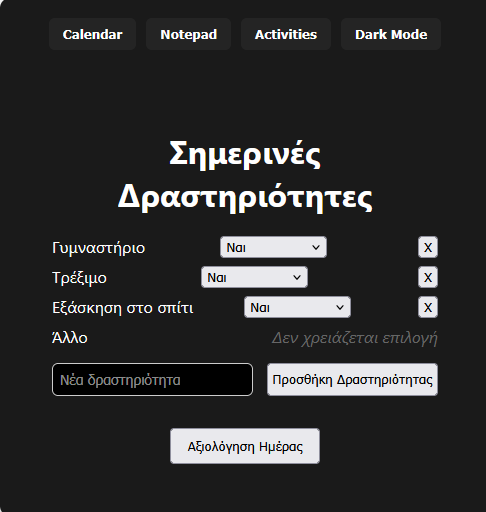 Calendar Notepad Activities Dark Mode
Σημερινές
Δραστηριότητες
Γυμναστήριο Ναι X
Τρέξιμο Ναι X
Εξάσκηση στο σπίτι Ναι X
Άλλο Δεν χρειάζεται επιλογή
Νέα δραστηριότητα Προσθήκη Δραστηριότητας
Αξιολόγηση Ημέρας